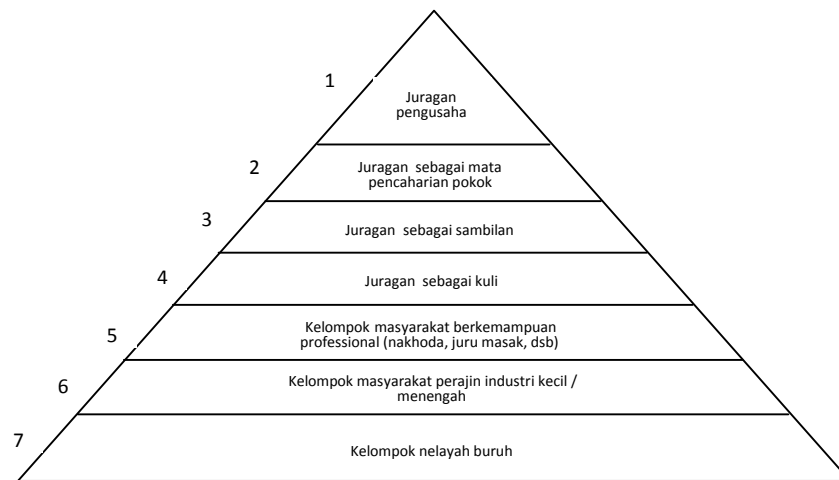 1
Juragan
pengusaha
2
Juragan sebagai mata
pencaharian pokok
3
Juragan sebagai sambilan
4
Juragan sebagai kuli
5
Kelompok masyarakat berkemampuan
professional (nakhoda, juru masak, dsb)
6
Kelompok masyarakat perajin industri kecil /
menengah
7
Kelompok nelayah buruh